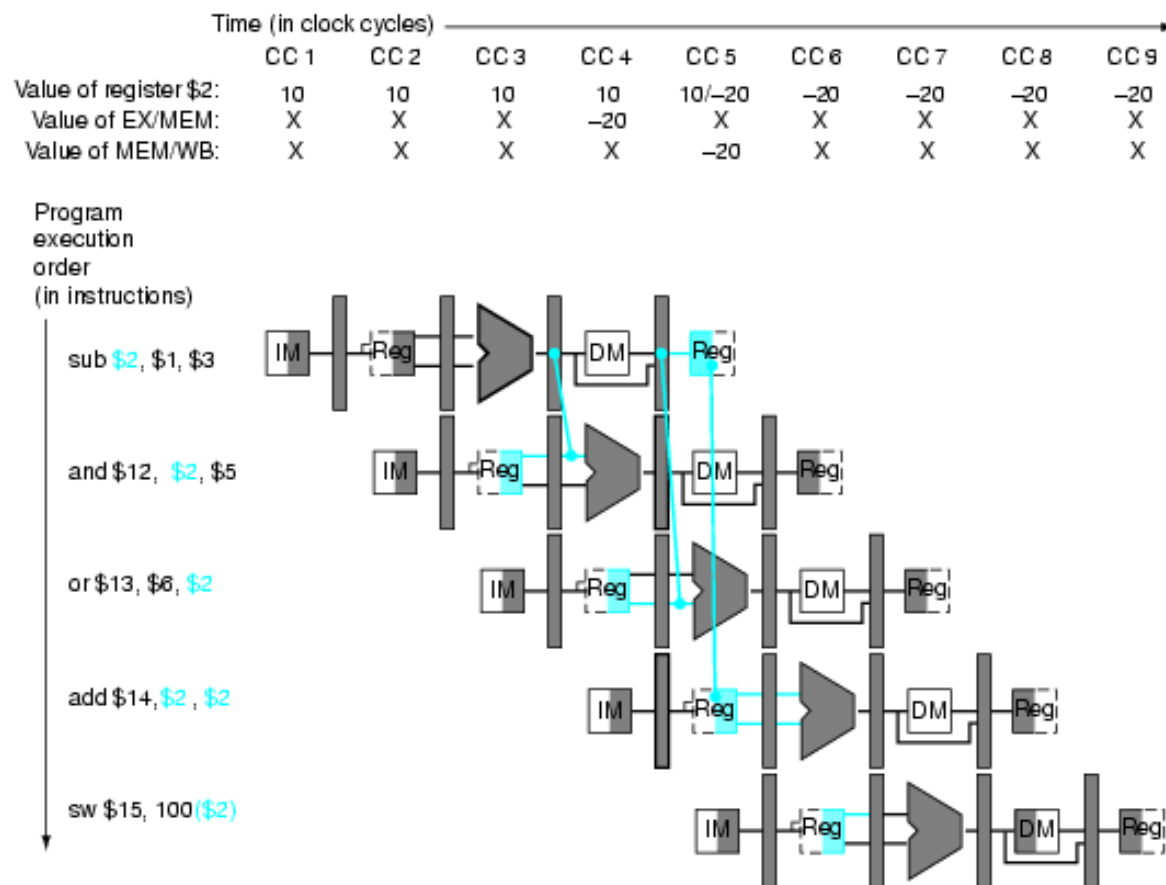 Time (in clock cycles)
CC 1 CC 2 CC 3 CC 4 CC 5 CC 6 CC 7 CC 8 CC 9
Value of register $2: 10 10 10 10 10/–20 –20 –20 –20 –20
Value of EX/MEM: X X X –20 X X X X X
Value of MEM/WB: X X X X –20 X X X X
Program
execution
order
(in instructions)
sub $2, $1, $3 IM Reg DM Reg
and $12, $2, $5 IM Reg DM Reg
or $13, $6, $2 IM Reg DM Reg
add $14,$2 , $2 IM Reg DM Reg
sw $15, 100($2) IM Reg DM Reg